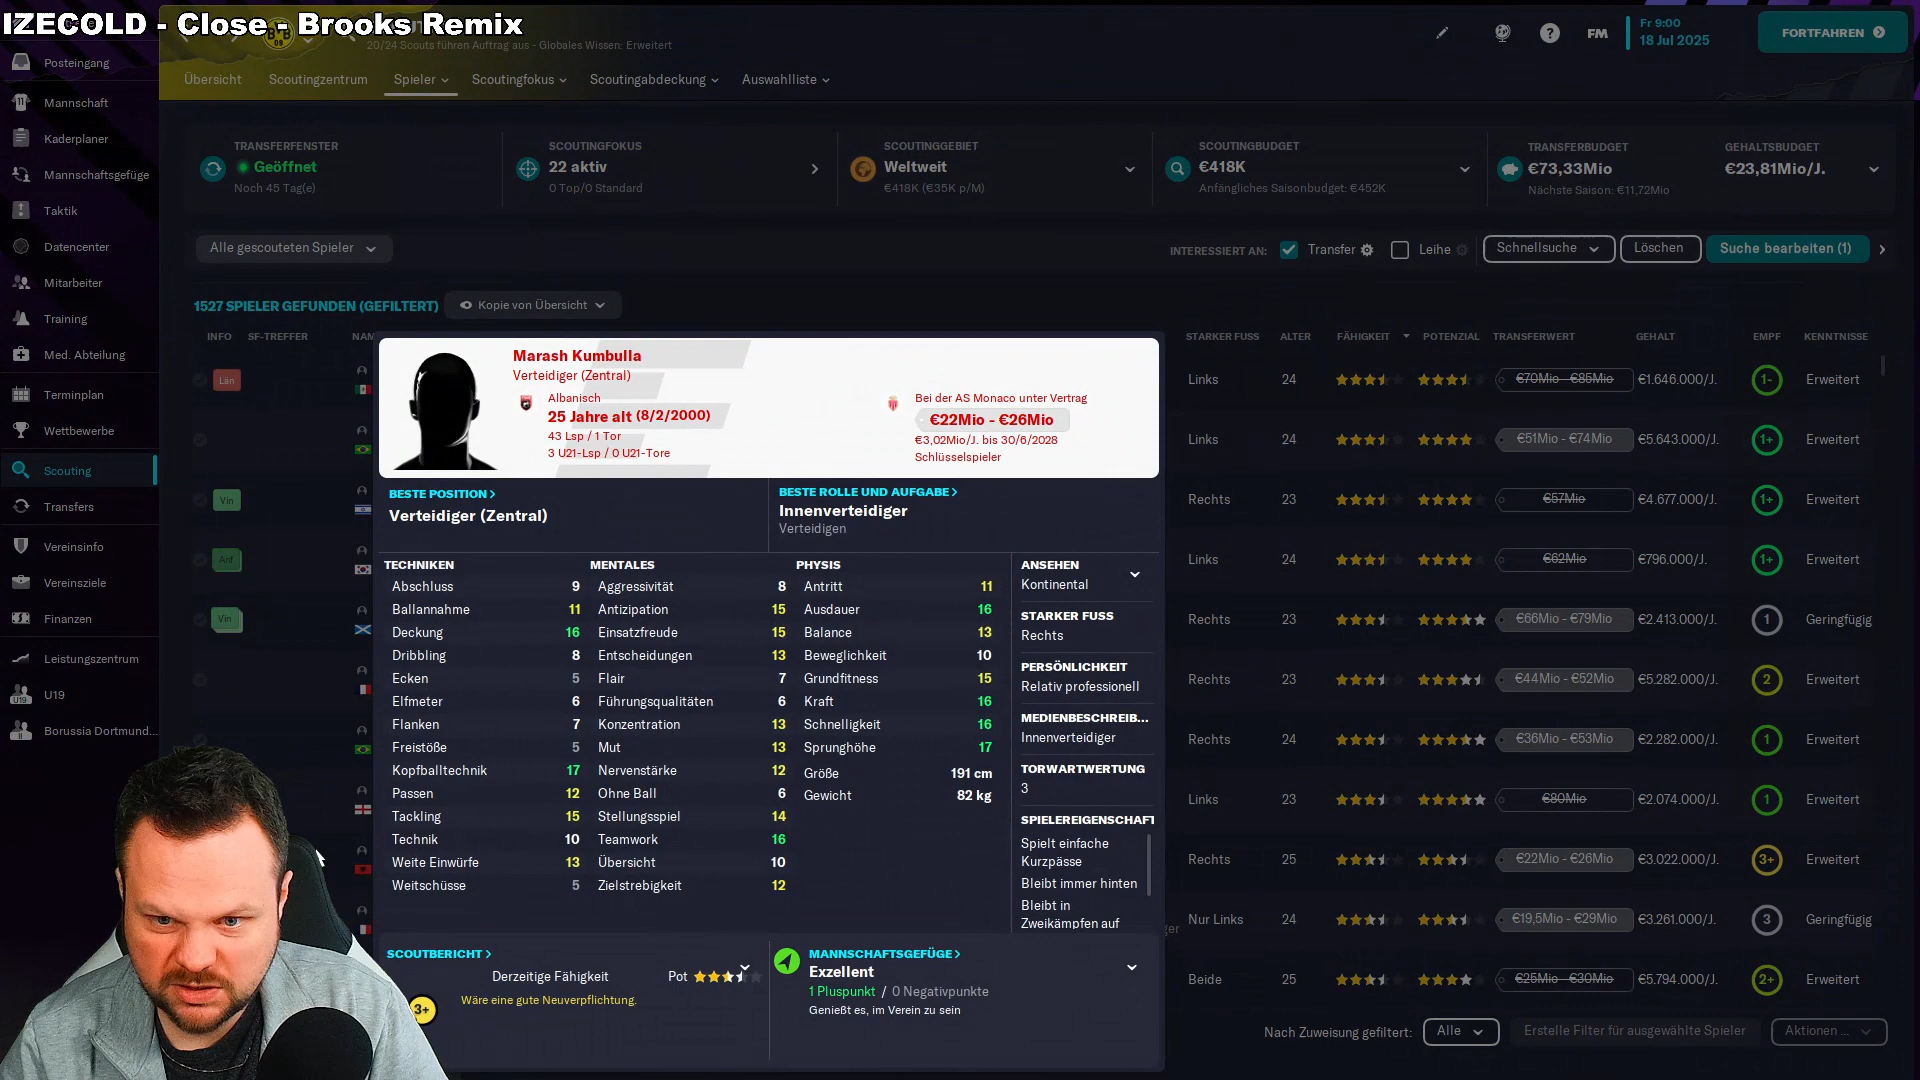 IZECOLD - Close - Brooks Remix
20/24 Scouts führen Auftrag aus - Globales Wissen: Erweitert
FM
Fr 9:00
18 Jul 2025
FORTFAHREN
Übersicht
Scoutingzentrum
Spieler
Scoutingfokus
Scoutingabdeckung
Auswahlliste
Posteingang
Mannschaft
Kaderplaner
Mannschaftsgefüge
Taktik
Datencenter
Mitarbeiter
Training
Med. Abteilung
Terminplan
Wettbewerbe
Scouting
Transfers
Vereinsinfo
Vereinsziele
Finanzen
Leistungszentrum
U19
Borussia Dortmund...
TRANSFERFENSTER
Geöffnet
Noch 45 Tag(e)
SCOUTINGFOKUS
22 aktiv
0 Top/0 Standard
SCOUTINGGEBIET
Weltweit
€418K (€35K p/M)
SCOUTINGBUDGET
€418K
Anfängliches Saisonbudget: €452K
TRANSFERBUDGET
€73,33Mio
Nächste Saison: €11,72Mio
GEHALTSBUDGET
€23,81Mio/J.
Alle gescouteten Spieler
INTERESSIERT AN:
Transfer
Leihe
Schnellsuche
Löschen
Suche bearbeiten (1)
1527 SPIELER GEFUNDEN (GEFILTERT)
Kopie von Übersicht
INFO SF-TREFFER NAM
STARKER FUSS ALTER FÄHIGKEIT POTENZIAL TRANSFERWERT GEHALT EMPF KENNTNISSE
Län
Links 24 €70Mio - €85Mio €1.646.000/J. 1- Erweitert
Links 24 €51Mio - €74Mio €5.643.000/J. 1+ Erweitert
Vin
Rechts 23 €57Mio €4.677.000/J. 1+ Erweitert
Anf
Links 24 €62Mio €796.000/J. 1+ Erweitert
Vin
Rechts 23 €66Mio - €79Mio €2.413.000/J. 1 Geringfügig
Rechts 23 €44Mio - €52Mio €5.282.000/J. 2 Erweitert
Rechts 24 €36Mio - €53Mio €2.282.000/J. 1 Erweitert
Links 23 €80Mio €2.074.000/J. 1 Erweitert
Rechts 25 €22Mio - €26Mio €3.022.000/J. 3+ Erweitert
Nur Links 24 €19,5Mio - €29Mio €3.261.000/J. 3 Geringfügig
Beide 25 €25Mio - €30Mio €5.794.000/J. 2+ Erweitert
Marash Kumbulla
Verteidiger (Zentral)
Albanisch
25 Jahre alt (8/2/2000)
43 Lsp / 1 Tor
3 U21-Lsp / 0 U21-Tore
Bei der AS Monaco unter Vertrag
€22Mio - €26Mio
€3,02Mio/J. bis 30/6/2028
Schlüsselspieler
BESTE POSITION
Verteidiger (Zentral)
BESTE ROLLE UND AUFGABE
Innenverteidiger
Verteidigen
TECHNIKEN
Abschluss 9
Ballannahme 11
Deckung 16
Dribbling 8
Ecken 5
Elfmeter 6
Flanken 7
Freistöße 5
Kopfballtechnik 17
Passen 12
Tackling 15
Technik 10
Weite Einwürfe 13
Weitschüsse 5
MENTALES
Aggressivität 8
Antizipation 15
Einsatzfreude 15
Entscheidungen 13
Flair 7
Führungsqualitäten 6
Konzentration 13
Mut 13
Nervenstärke 12
Ohne Ball 6
Stellungsspiel 14
Teamwork 16
Übersicht 10
Zielstrebigkeit 12
PHYSIS
Antritt 11
Ausdauer 16
Balance 13
Beweglichkeit 10
Grundfitness 15
Kraft 16
Schnelligkeit 16
Sprunghöhe 17
Größe 191 cm
Gewicht 82 kg
ANSEHEN
Kontinental
STARKER FUSS
Rechts
PERSÖNLICHKEIT
Relativ professionell
MEDIENBESCHREIB...
Innenverteidiger
TORWARTWERTUNG
3
SPIELEREIGENSCHAFT
Spielt einfache
Kurzpässe
Bleibt immer hinten
Bleibt in
Zweikämpfen auf
SCOUTBERICHT
Derzeitige Fähigkeit Pot
3+
Wäre eine gute Neuverpflichtung.
MANNSCHAFTSGEFÜGE
Exzellent
1 Pluspunkt / 0 Negativpunkte
Genießt es, im Verein zu sein
Nach Zuweisung gefiltert:
Alle
Erstelle Filter für ausgewählte Spieler
Aktionen ...